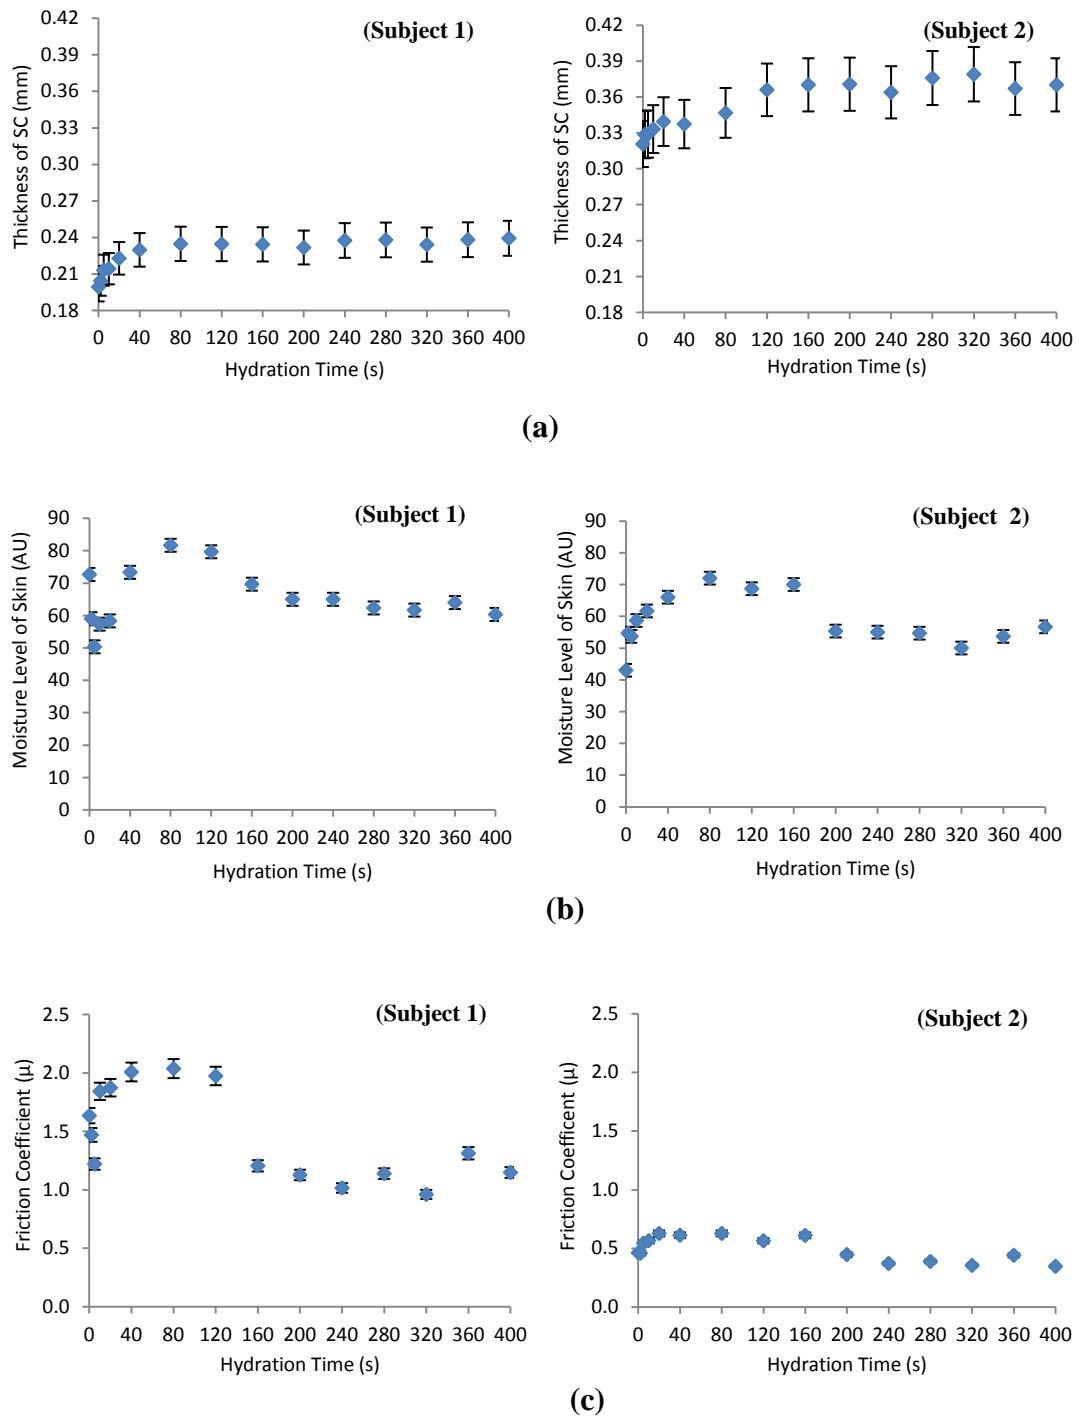 (Subject 1)
Thickness of SC (mm)
0.42
0.39
0.36
0.33
0.30
0.27
0.24
0.21
0.18
0 40 80 120 160 200 240 280 320 360 400
Hydration Time (s)
(Subject 2)
Thickness of SC (mm)
0.42
0.39
0.36
0.33
0.30
0.27
0.24
0.21
0.18
0 40 80 120 160 200 240 280 320 360 400
Hydration Time (s)
(a)
(Subject 1)
Moisture Level of Skin (AU)
90
80
70
60
50
40
30
20
10
0
0 40 80 120 160 200 240 280 320 360 400
Hydration Time (s)
(Subject 2)
Moisture Level of Skin (AU)
90
80
70
60
50
40
30
20
10
0
0 40 80 120 160 200 240 280 320 360 400
Hydration Time (s)
(b)
(Subject 1)
Friction Coefficient (μ)
2.5
2.0
1.5
1.0
0.5
0.0
0 40 80 120 160 200 240 280 320 360 400
Hydration Time (s)
(Subject 2)
Friction Coefficent (μ)
2.5
2.0
1.5
1.0
0.5
0.0
0 40 80 120 160 200 240 280 320 360 400
Hydration Time (s)
(c)